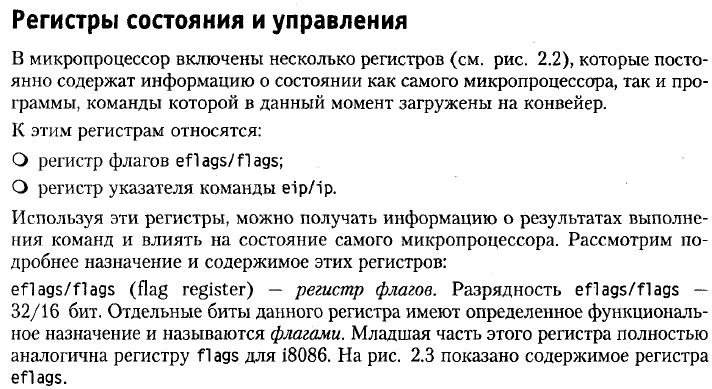 Регистры состояния и управления
В микропроцессор включены несколько регистров (см. рис. 2.2), которые посто-
янно содержат информацию о состоянии как самого микропроцессора, так и про-
граммы, команды которой в данный момент загружены на конвейер.
К этим регистрам относятся:
❍ регистр флагов eflags/flags;
❍ регистр указателя команды eip/ip.
Используя эти регистры, можно получать информацию о результатах выполне-
ния команд и влиять на состояние самого микропроцессора. Рассмотрим по-
дробнее назначение и содержимое этих регистров:
eflags/flags (flag register) — регистр флагов. Разрядность eflags/flags —
32/16 бит. Отдельные биты данного регистра имеют определенное функциональ-
ное назначение и называются флагами. Младшая часть этого регистра полностью
аналогична регистру flags для i8086. На рис. 2.3 показано содержимое регистра
eflags.